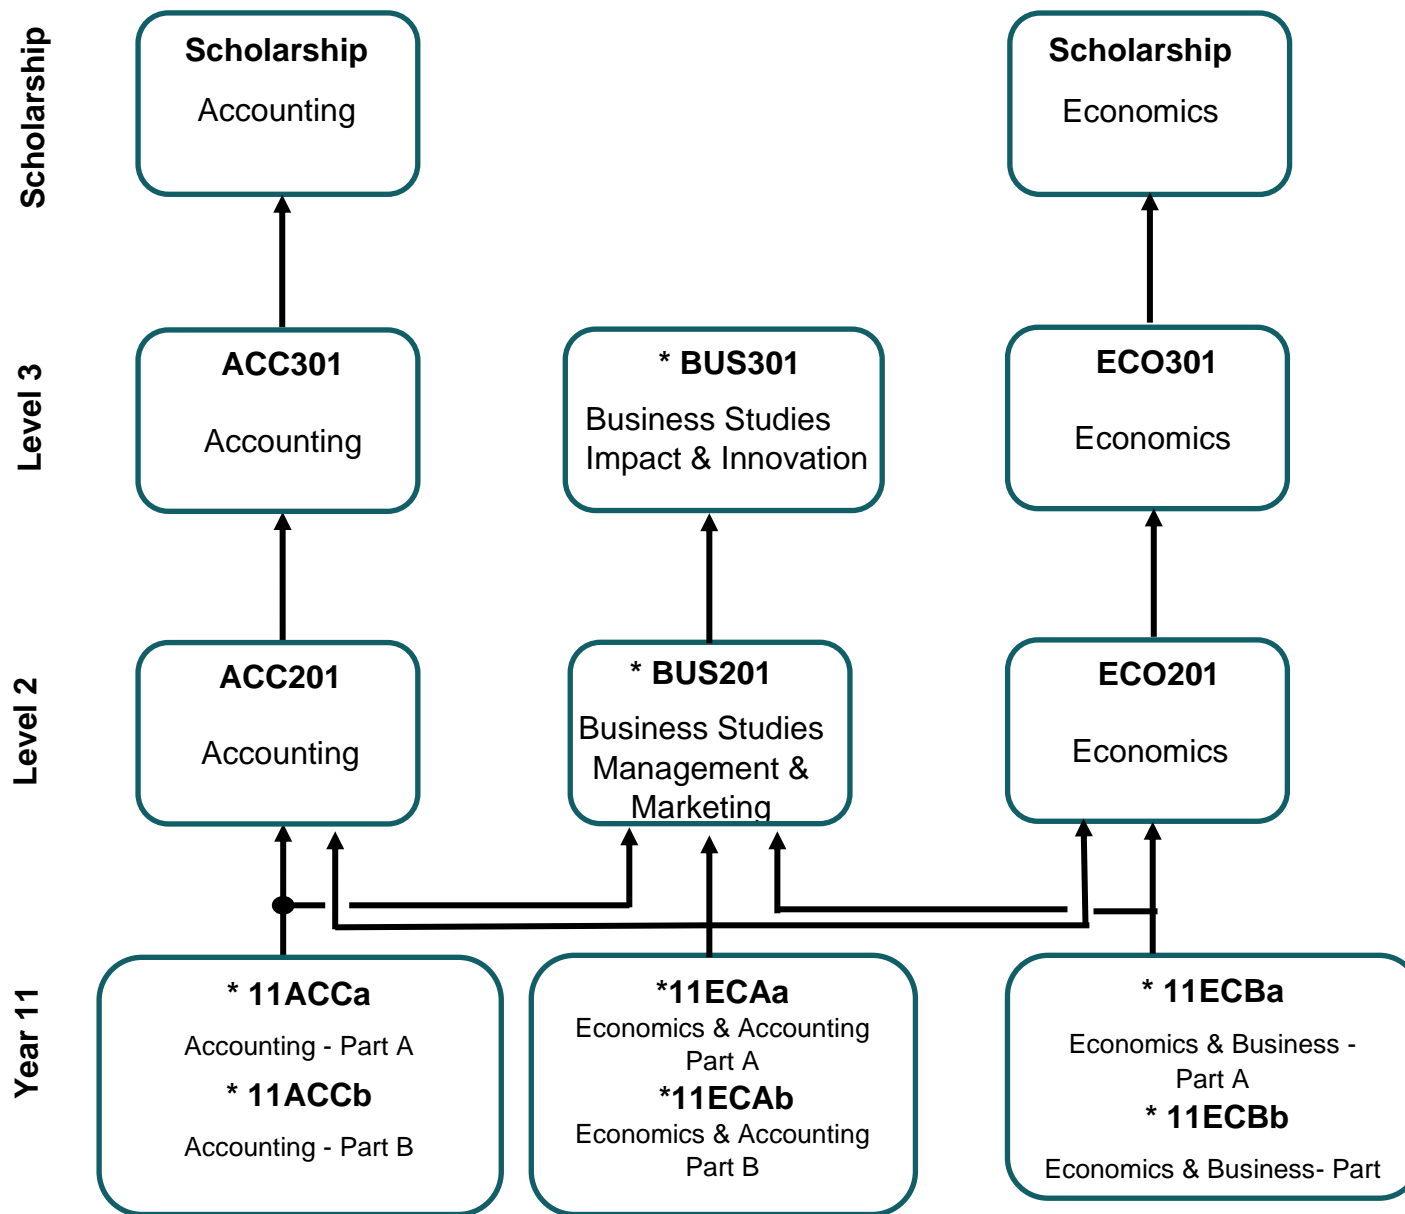 Scholarship
Scholarship
Accounting
Scholarship
Economics
Level 3
ACC301
Accounting
* BUS301
Business Studies
Impact & Innovation
ECO301
Economics
Level 2
ACC201
Accounting
* BUS201
Business Studies
Management &
Marketing
ECO201
Economics
Year 11
* 11ACCa
Accounting - Part A
* 11ACCb
Accounting - Part B
*11ECAa
Economics & Accounting
Part A
*11ECAb
Economics & Accounting
Part B
* 11ECBa
Economics & Business -
Part A
* 11ECBb
Economics & Business- Part